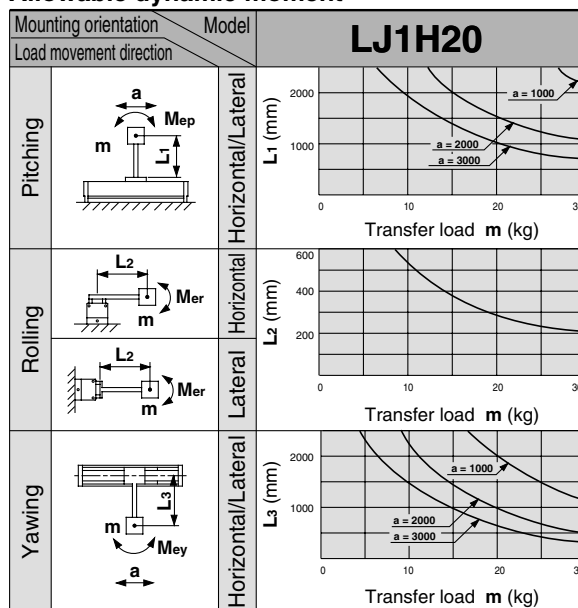 Mounting orientation Model
Load movement direction
LJ1H20
Pitching
a
Mep
m
L1
Horizontal/Lateral
L1 (mm)
2000
1000
a = 1000
a = 2000
a = 3000
0 10 20
Transfer load m (kg)
Rolling
L2
Mer
m
Horizontal
L2
Mer
m
Lateral
L2 (mm)
600
400
200
0 10 20
Transfer load m (kg)
Yawing
L3
m
Mey
a
Horizontal/Lateral
L3 (mm)
2000
1000
a = 1000
a = 2000
a = 3000
0 10 20
Transfer load m (kg)